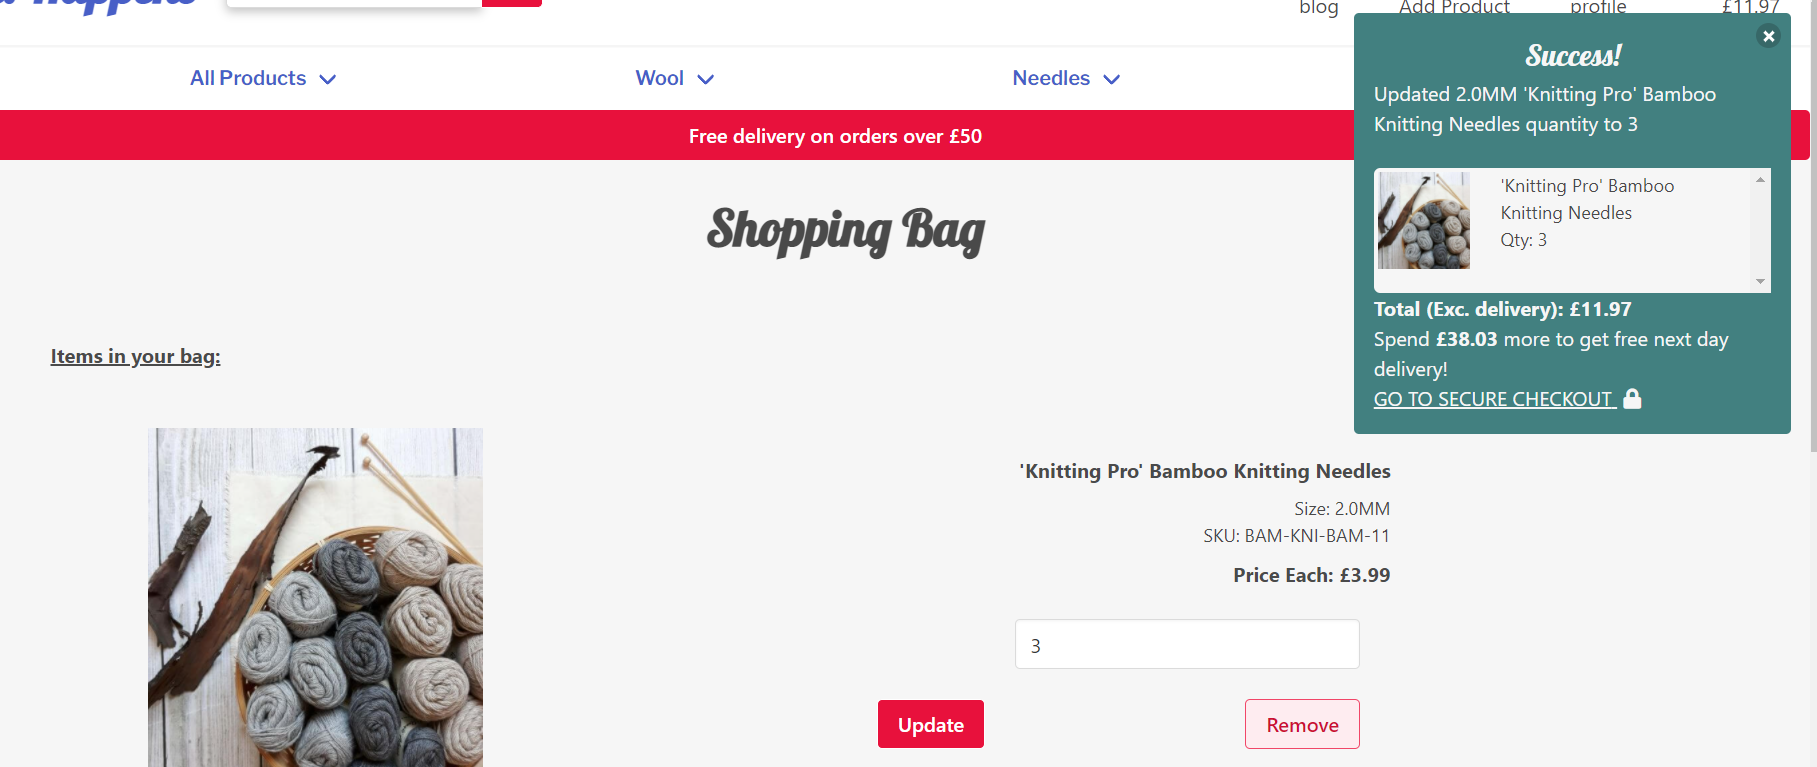 blog
Add Product
profile
£11.97
All Products
Wool
Needles
Free delivery on orders over £50
Success!
Updated 2.0MM 'Knitting Pro' Bamboo
Knitting Needles quantity to 3
'Knitting Pro' Bamboo
Knitting Needles
Qty: 3
Total (Exc. delivery): £11.97
Spend £38.03 more to get free next day
delivery!
GO TO SECURE CHECKOUT
Shopping Bag
Items in your bag:
'Knitting Pro' Bamboo Knitting Needles
Size: 2.0MM
SKU: BAM-KNI-BAM-11
Price Each: £3.99
3
Update
Remove